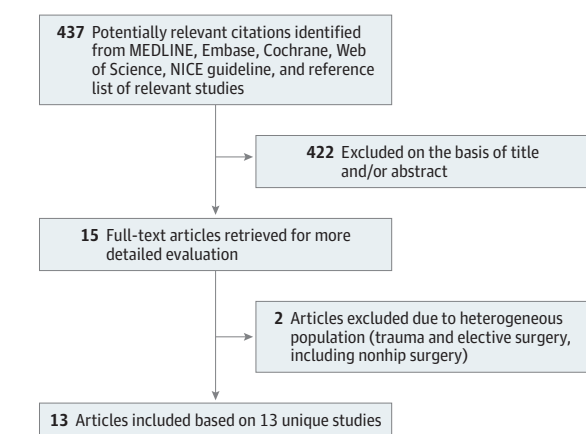 437 Potentially relevant citations identified
from MEDLINE, Embase, Cochrane, Web
of Science, NICE guideline, and reference
list of relevant studies
422 Excluded on the basis of title
and/or abstract
15 Full-text articles retrieved for more
detailed evaluation
2 Articles excluded due to heterogeneous
population (trauma and elective surgery,
including nonhip surgery)
13 Articles included based on 13 unique studies